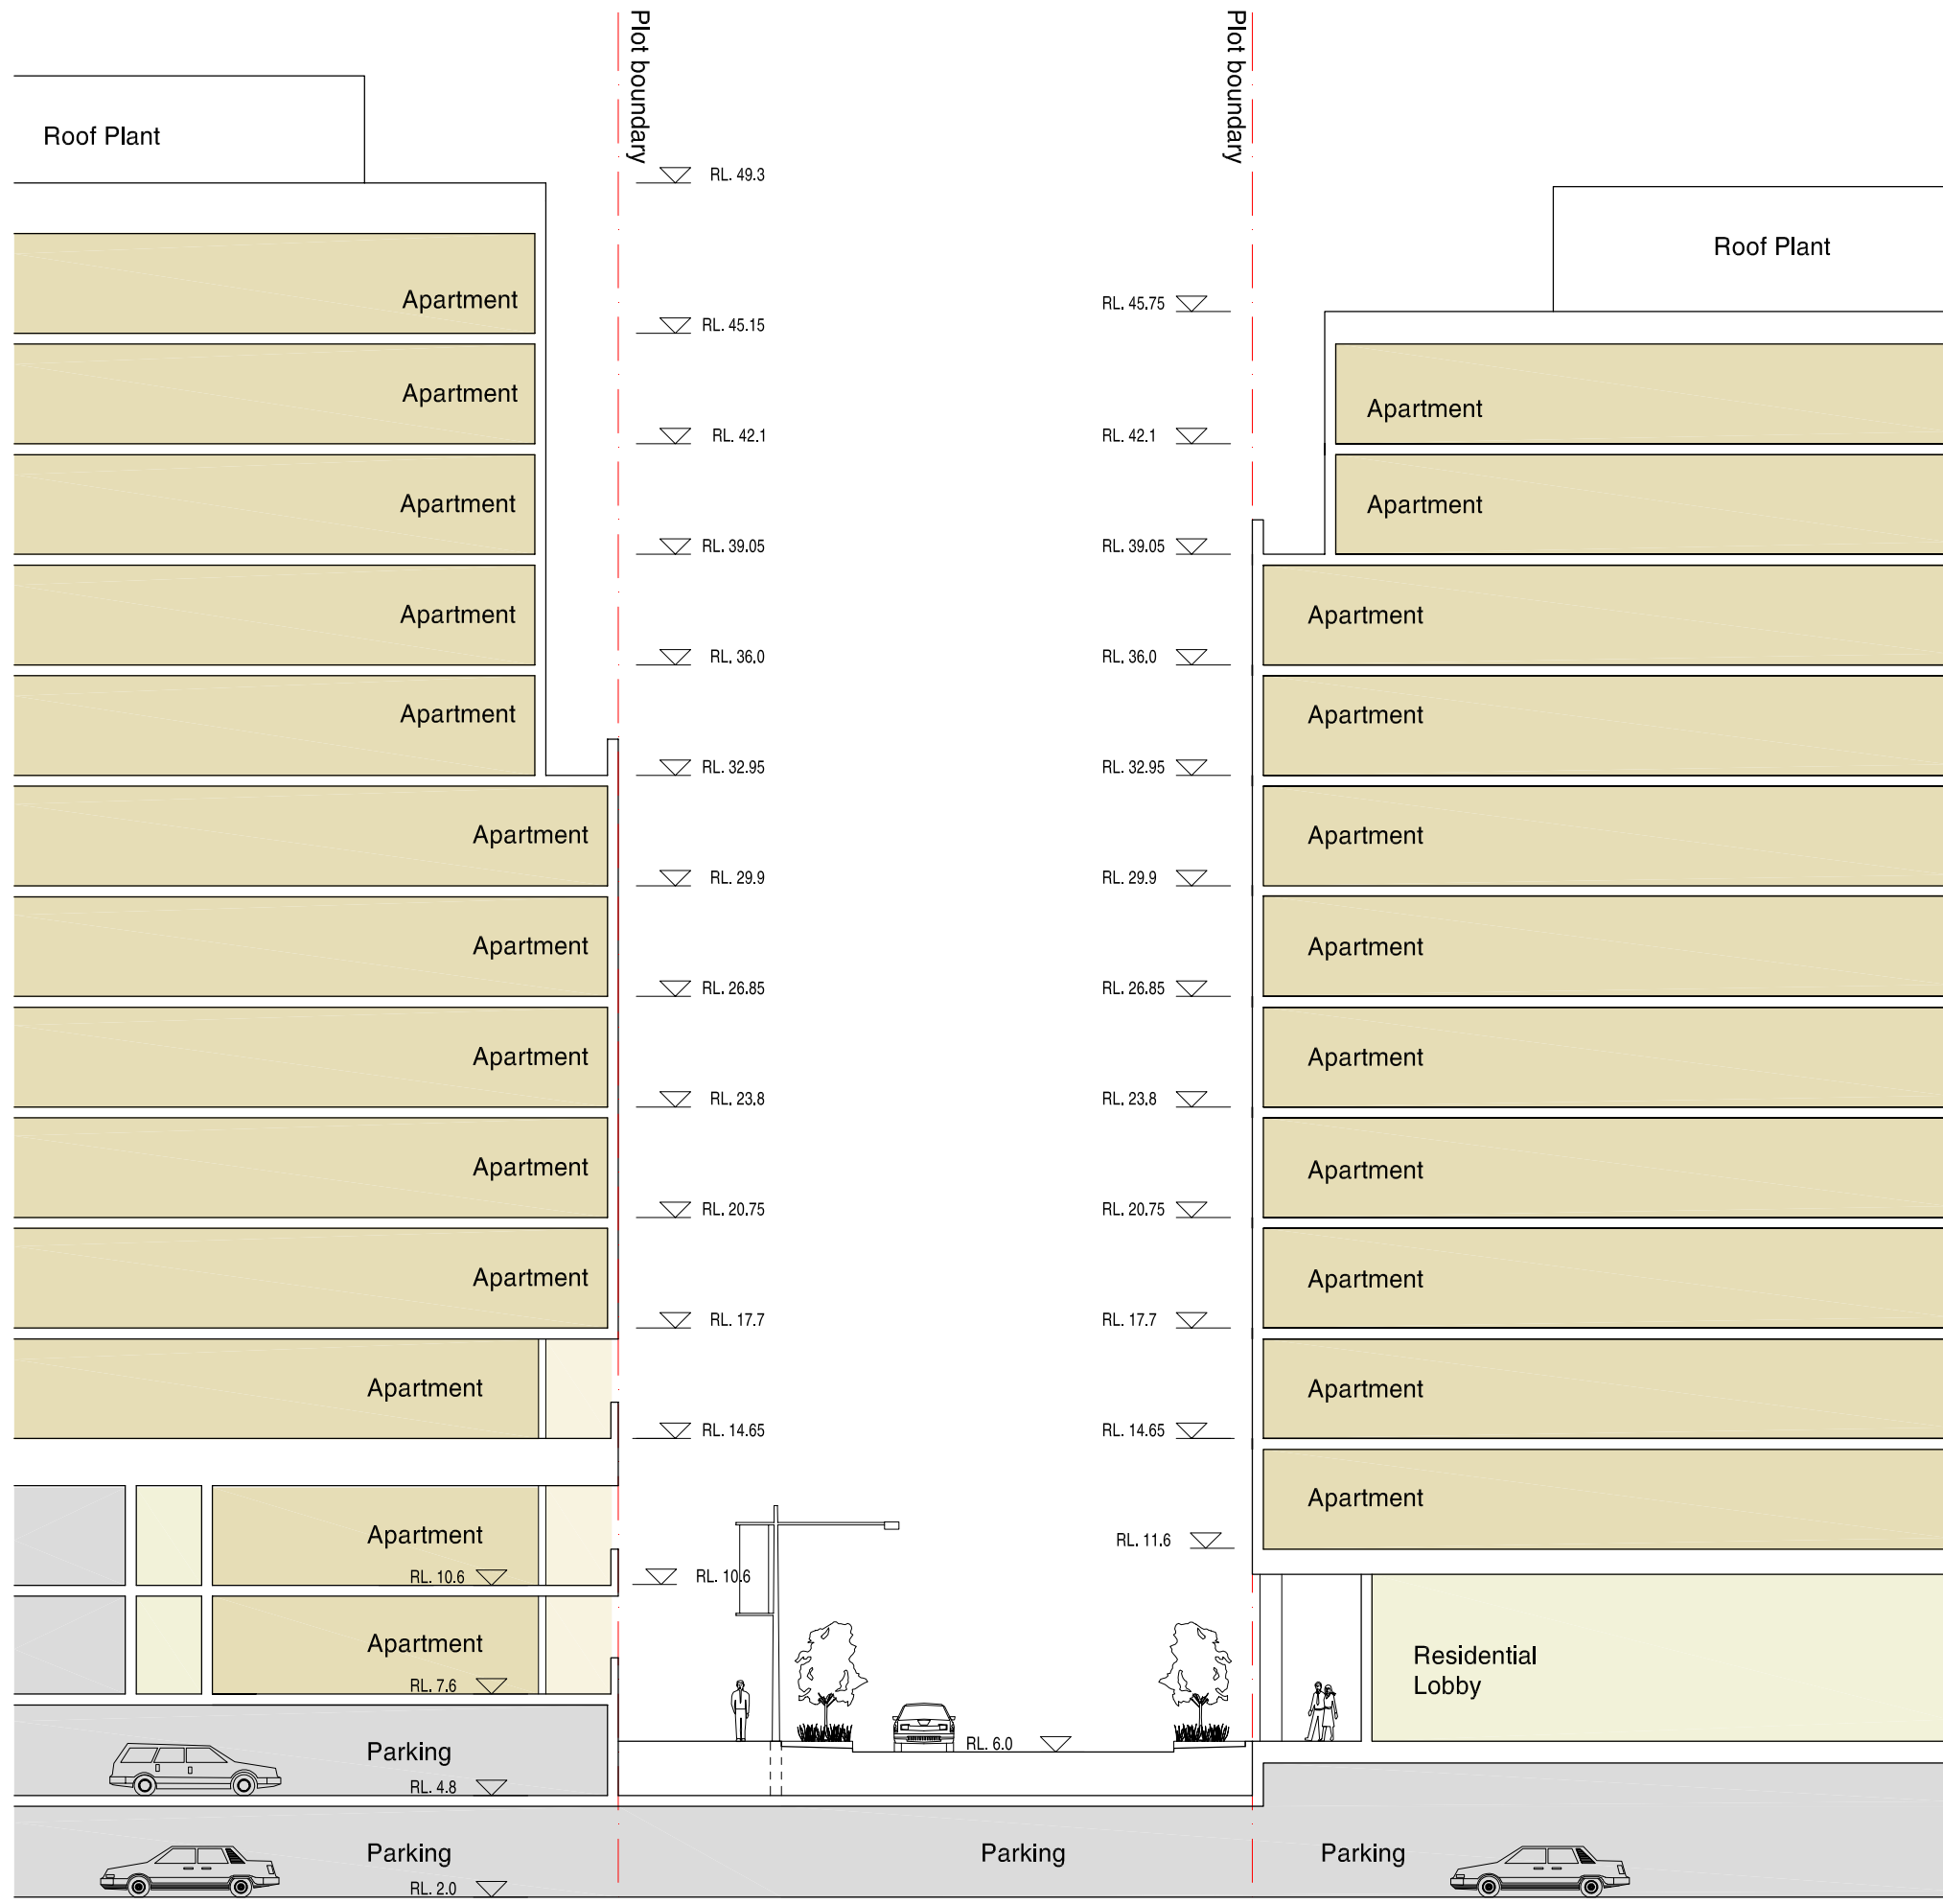 Plot boundary
Plot boundary
Roof Plant
RL. 49.3
Roof Plant
Apartment
RL. 45.15
RL. 45.75
Apartment
Apartment
RL. 42.1
RL. 42.1
Apartment
Apartment
RL. 39.05
RL. 39.05
Apartment
Apartment
RL. 36.0
RL. 36.0
Apartment
Apartment
RL. 32.95
RL. 32.95
Apartment
Apartment
RL. 29.9
RL. 29.9
Apartment
Apartment
RL. 26.85
RL. 26.85
Apartment
Apartment
RL. 23.8
RL. 23.8
Apartment
Apartment
RL. 20.75
RL. 20.75
Apartment
Apartment
RL. 17.7
RL. 17.7
Apartment
Apartment
RL. 14.65
RL. 14.65
Apartment
Apartment
RL. 11.6
RL. 10.6
RL. 10.6
Apartment
Residential
Lobby
RL. 7.6
RL. 6.0
Parking
RL. 4.8
Parking
Parking
Parking
RL. 2.0